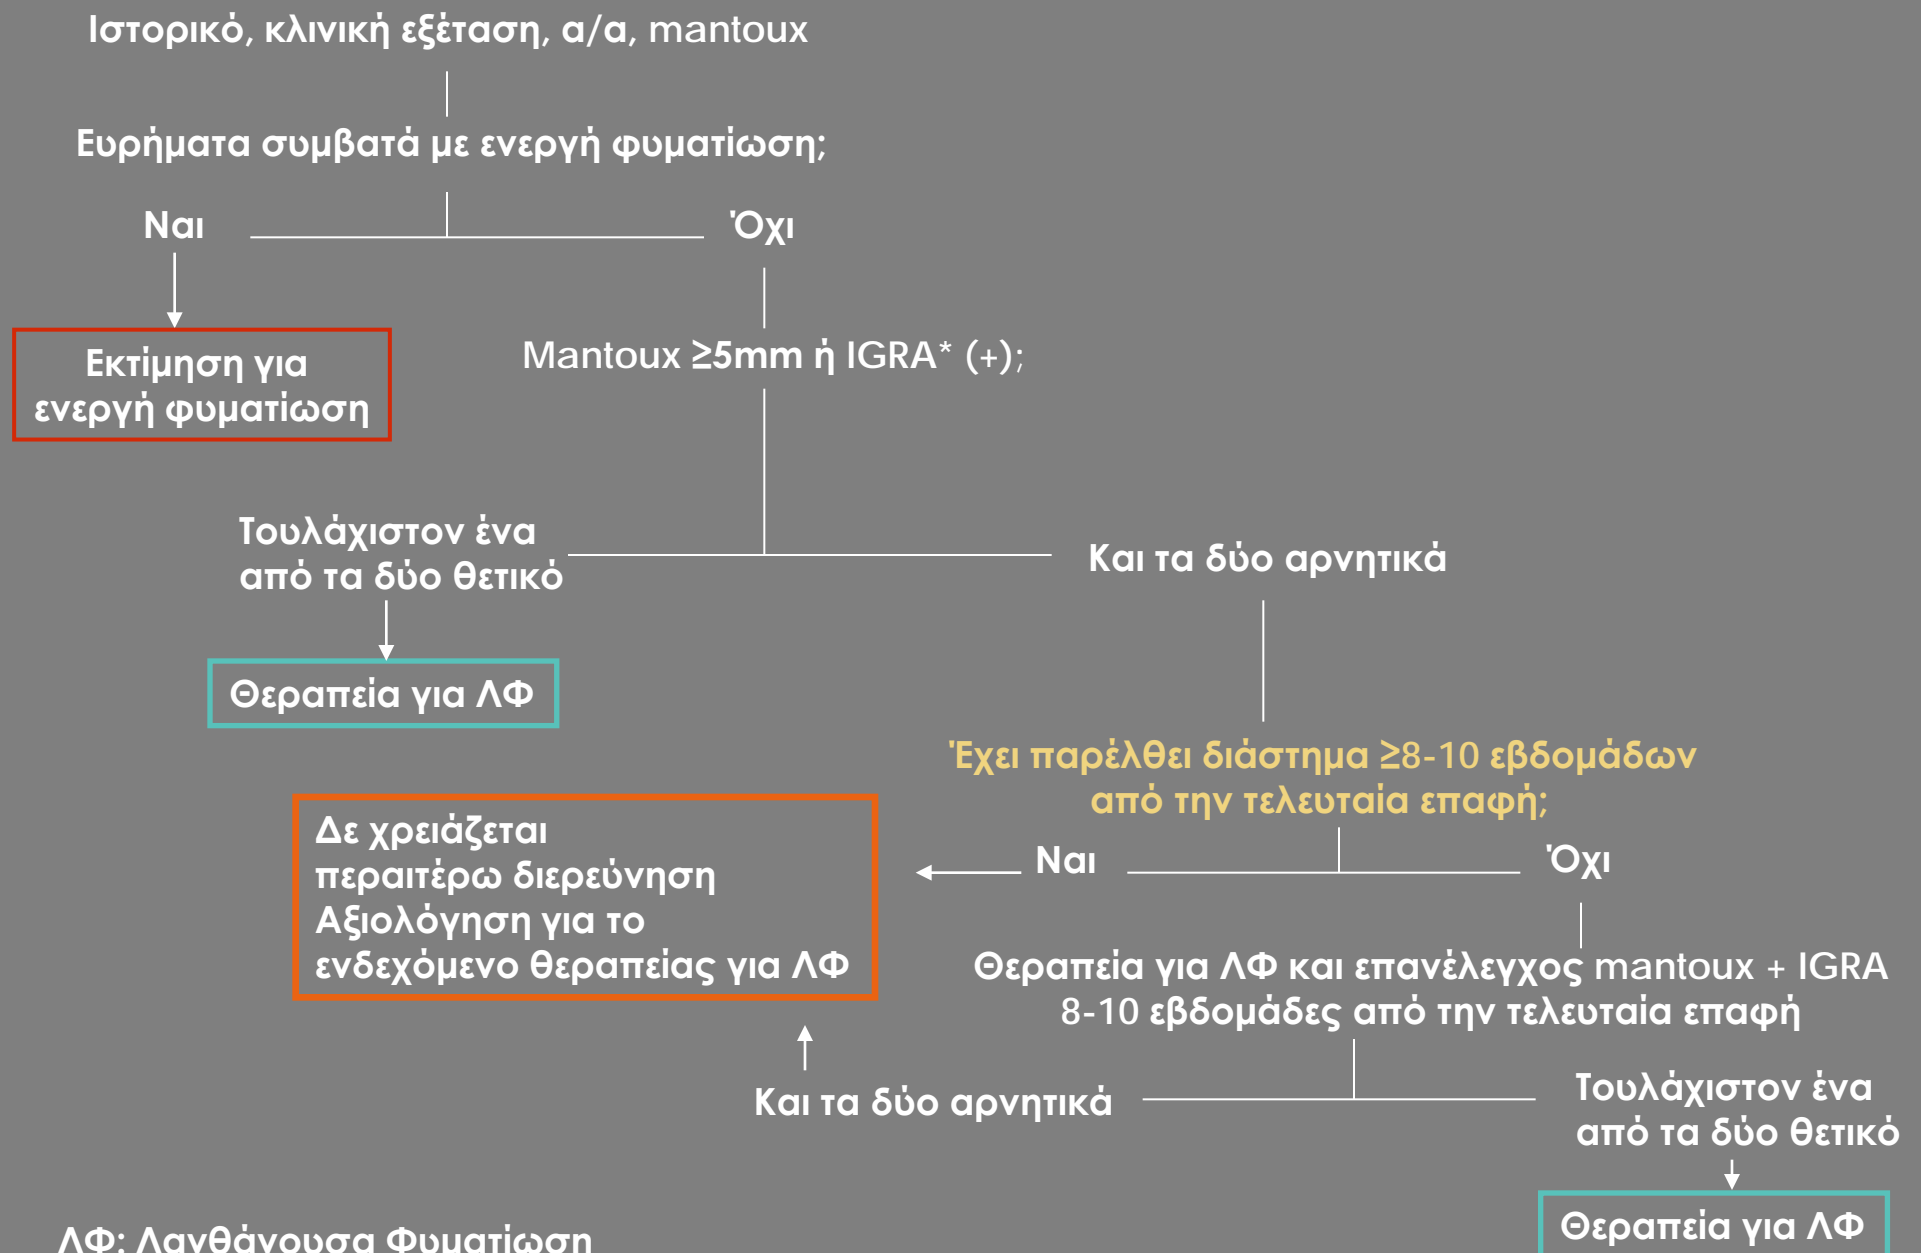 Ιστορικό, κλινική εξέταση, α/α, mantoux
Ευρήματα συμβατά με ενεργή φυματίωση;
Ναι
Όχι
Εκτίμηση για
ενεργή φυματίωση
Mantoux ≥5mm ή IGRA* (+);
Τουλάχιστον ένα
από τα δύο θετικό
Και τα δύο αρνητικά
Θεραπεία για ΛΦ
Έχει παρέλθει διάστημα ≥8-10 εβδομάδων
από την τελευταία επαφή;
Ναι
Όχι
Δε χρειάζεται
περαιτέρω διερεύνηση
Αξιολόγηση για το
ενδεχόμενο θεραπείας για ΛΦ
Θεραπεία για ΛΦ και επανέλεγχος mantoux + IGRA
8-10 εβδομάδες από την τελευταία επαφή
Και τα δύο αρνητικά
Τουλάχιστον ένα
από τα δύο θετικό
Θεραπεία για ΛΦ
ΛΦ: Λανθάνουσα Φυματίωση